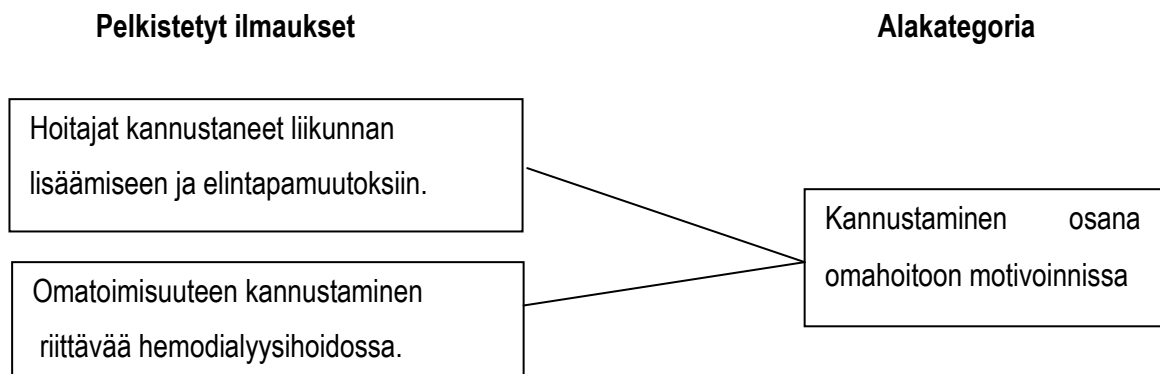 Pelkistetyt ilmaukset
Alakategoria
Hoitajat kannustaneet liikunnan
lisäämiseen ja elintapamuutoksiin.
Omatoimisuuteen kannustaminen
riittävää hemodialyysihoidossa.
Kannustaminen osana
omahoitoon motivoinnissa